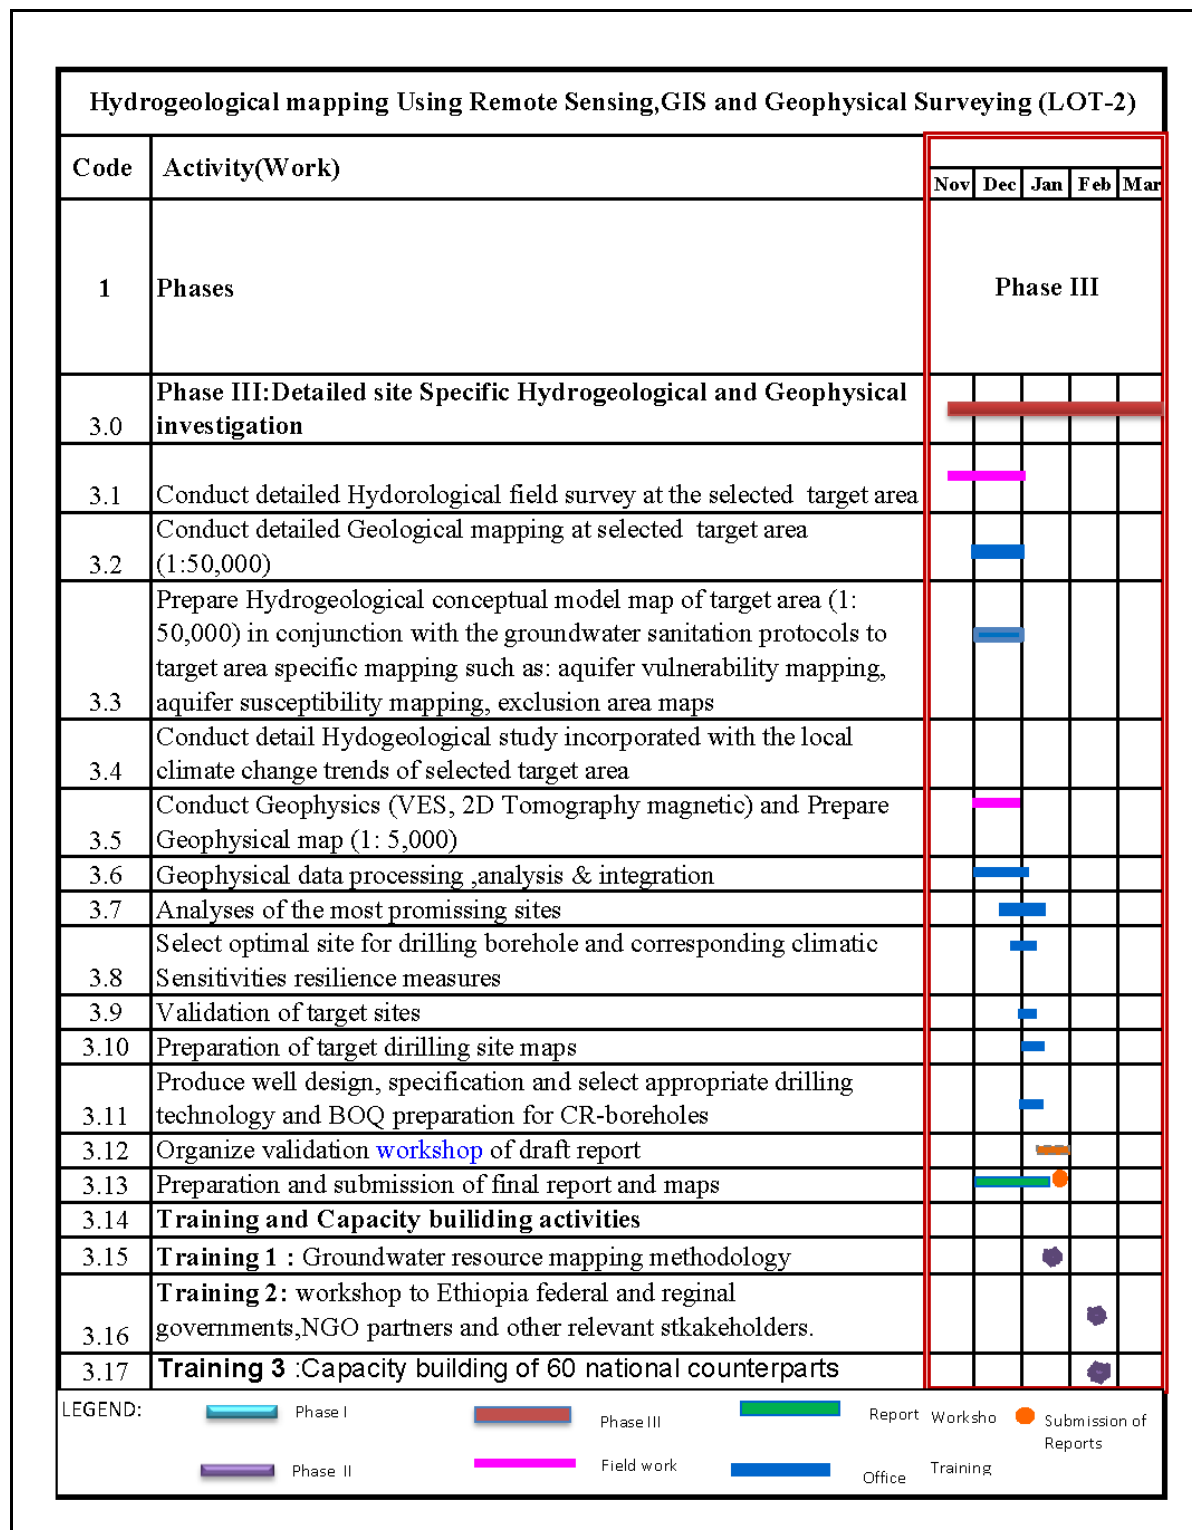 Hydrogeological mapping Using Remote Sensing,GIS and Geophysical Surveying (LOT-2)
Code
Activity(Work)
Nov Dec Jan Feb Mar
1
Phases
Phase III
3.0
Phase III:Detailed site Specific Hydrogeological and Geophysical
investigation
3.1
Conduct detailed Hydorological field survey at the selected target area
3.2
Conduct detailed Geological mapping at selected target area
(1:50,000)
3.3
Prepare Hydrogeological conceptual model map of target area (1:
50,000) in conjunction with the groundwater sanitation protocols to
target area specific mapping such as: aquifer vulnerability mapping,
aquifer susceptibility mapping, exclusion area maps
3.4
Conduct detail Hydogeological study incorporated with the local
climate change trends of selected target area
3.5
Conduct Geophysics (VES, 2D Tomography magnetic) and Prepare
Geophysical map (1: 5,000)
3.6
Geophysical data processing ,analysis & integration
3.7
Analyses of the most promissing sites
3.8
Select optimal site for drilling borehole and corresponding climatic
Sensitivities resilience measures
3.9
Validation of target sites
3.10
Preparation of target dirilling site maps
3.11
Produce well design, specification and select appropriate drilling
technology and BOQ preparation for CR-boreholes
3.12
Organize validation workshop of draft report
3.13
Preparation and submission of final report and maps
3.14
Training and Capacity builiding activities
3.15
Training 1 : Groundwater resource mapping methodology
3.16
Training 2: workshop to Ethiopia federal and reginal
governments,NGO partners and other relevant stkakeholders.
3.17
Training 3 :Capacity building of 60 national counterparts
LEGEND:
Phase I
Phase III
Report
Worksho
Submission of
Reports
Phase II
Field work
Office
Training